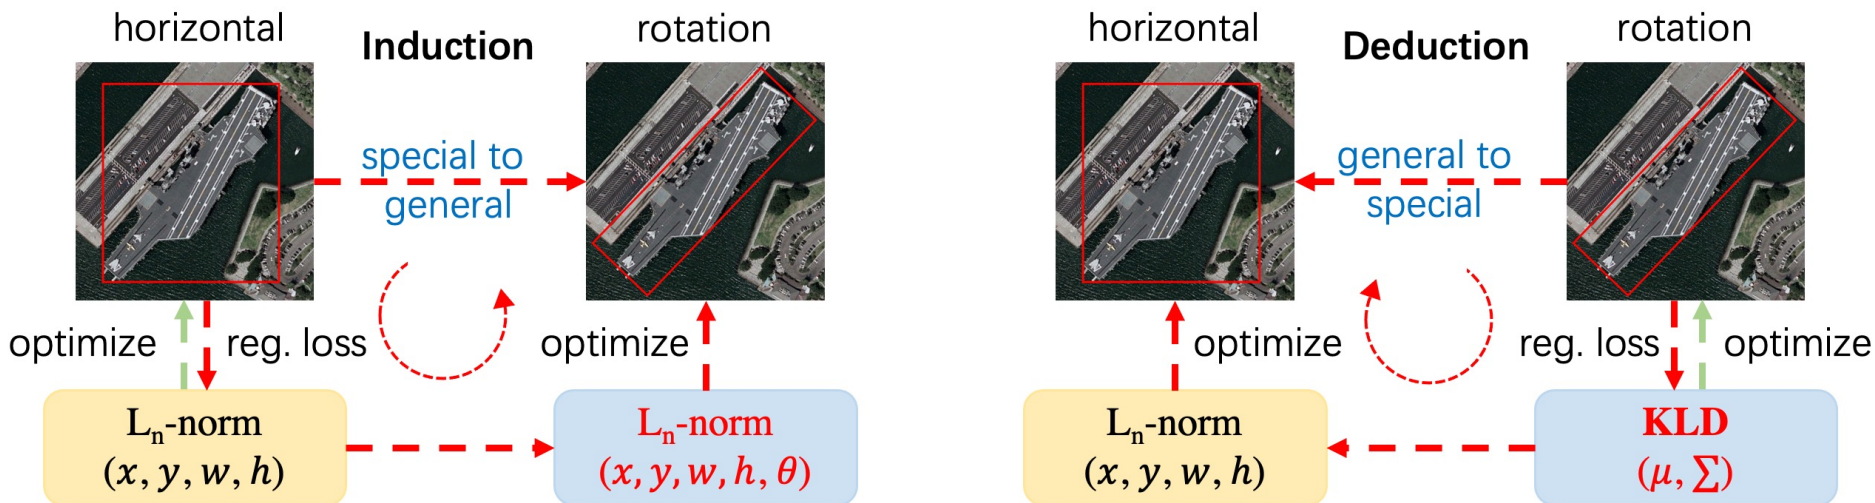 horizontal
Induction
rotation
special to
general
optimize
reg. loss
optimize
Lₙ-norm
(x, y, w, h)
Lₙ-norm
(x, y, w, h, θ)
horizontal
Deduction
rotation
general to
special
optimize
reg. loss
optimize
Lₙ-norm
(x, y, w, h)
KLD
(μ, Σ)